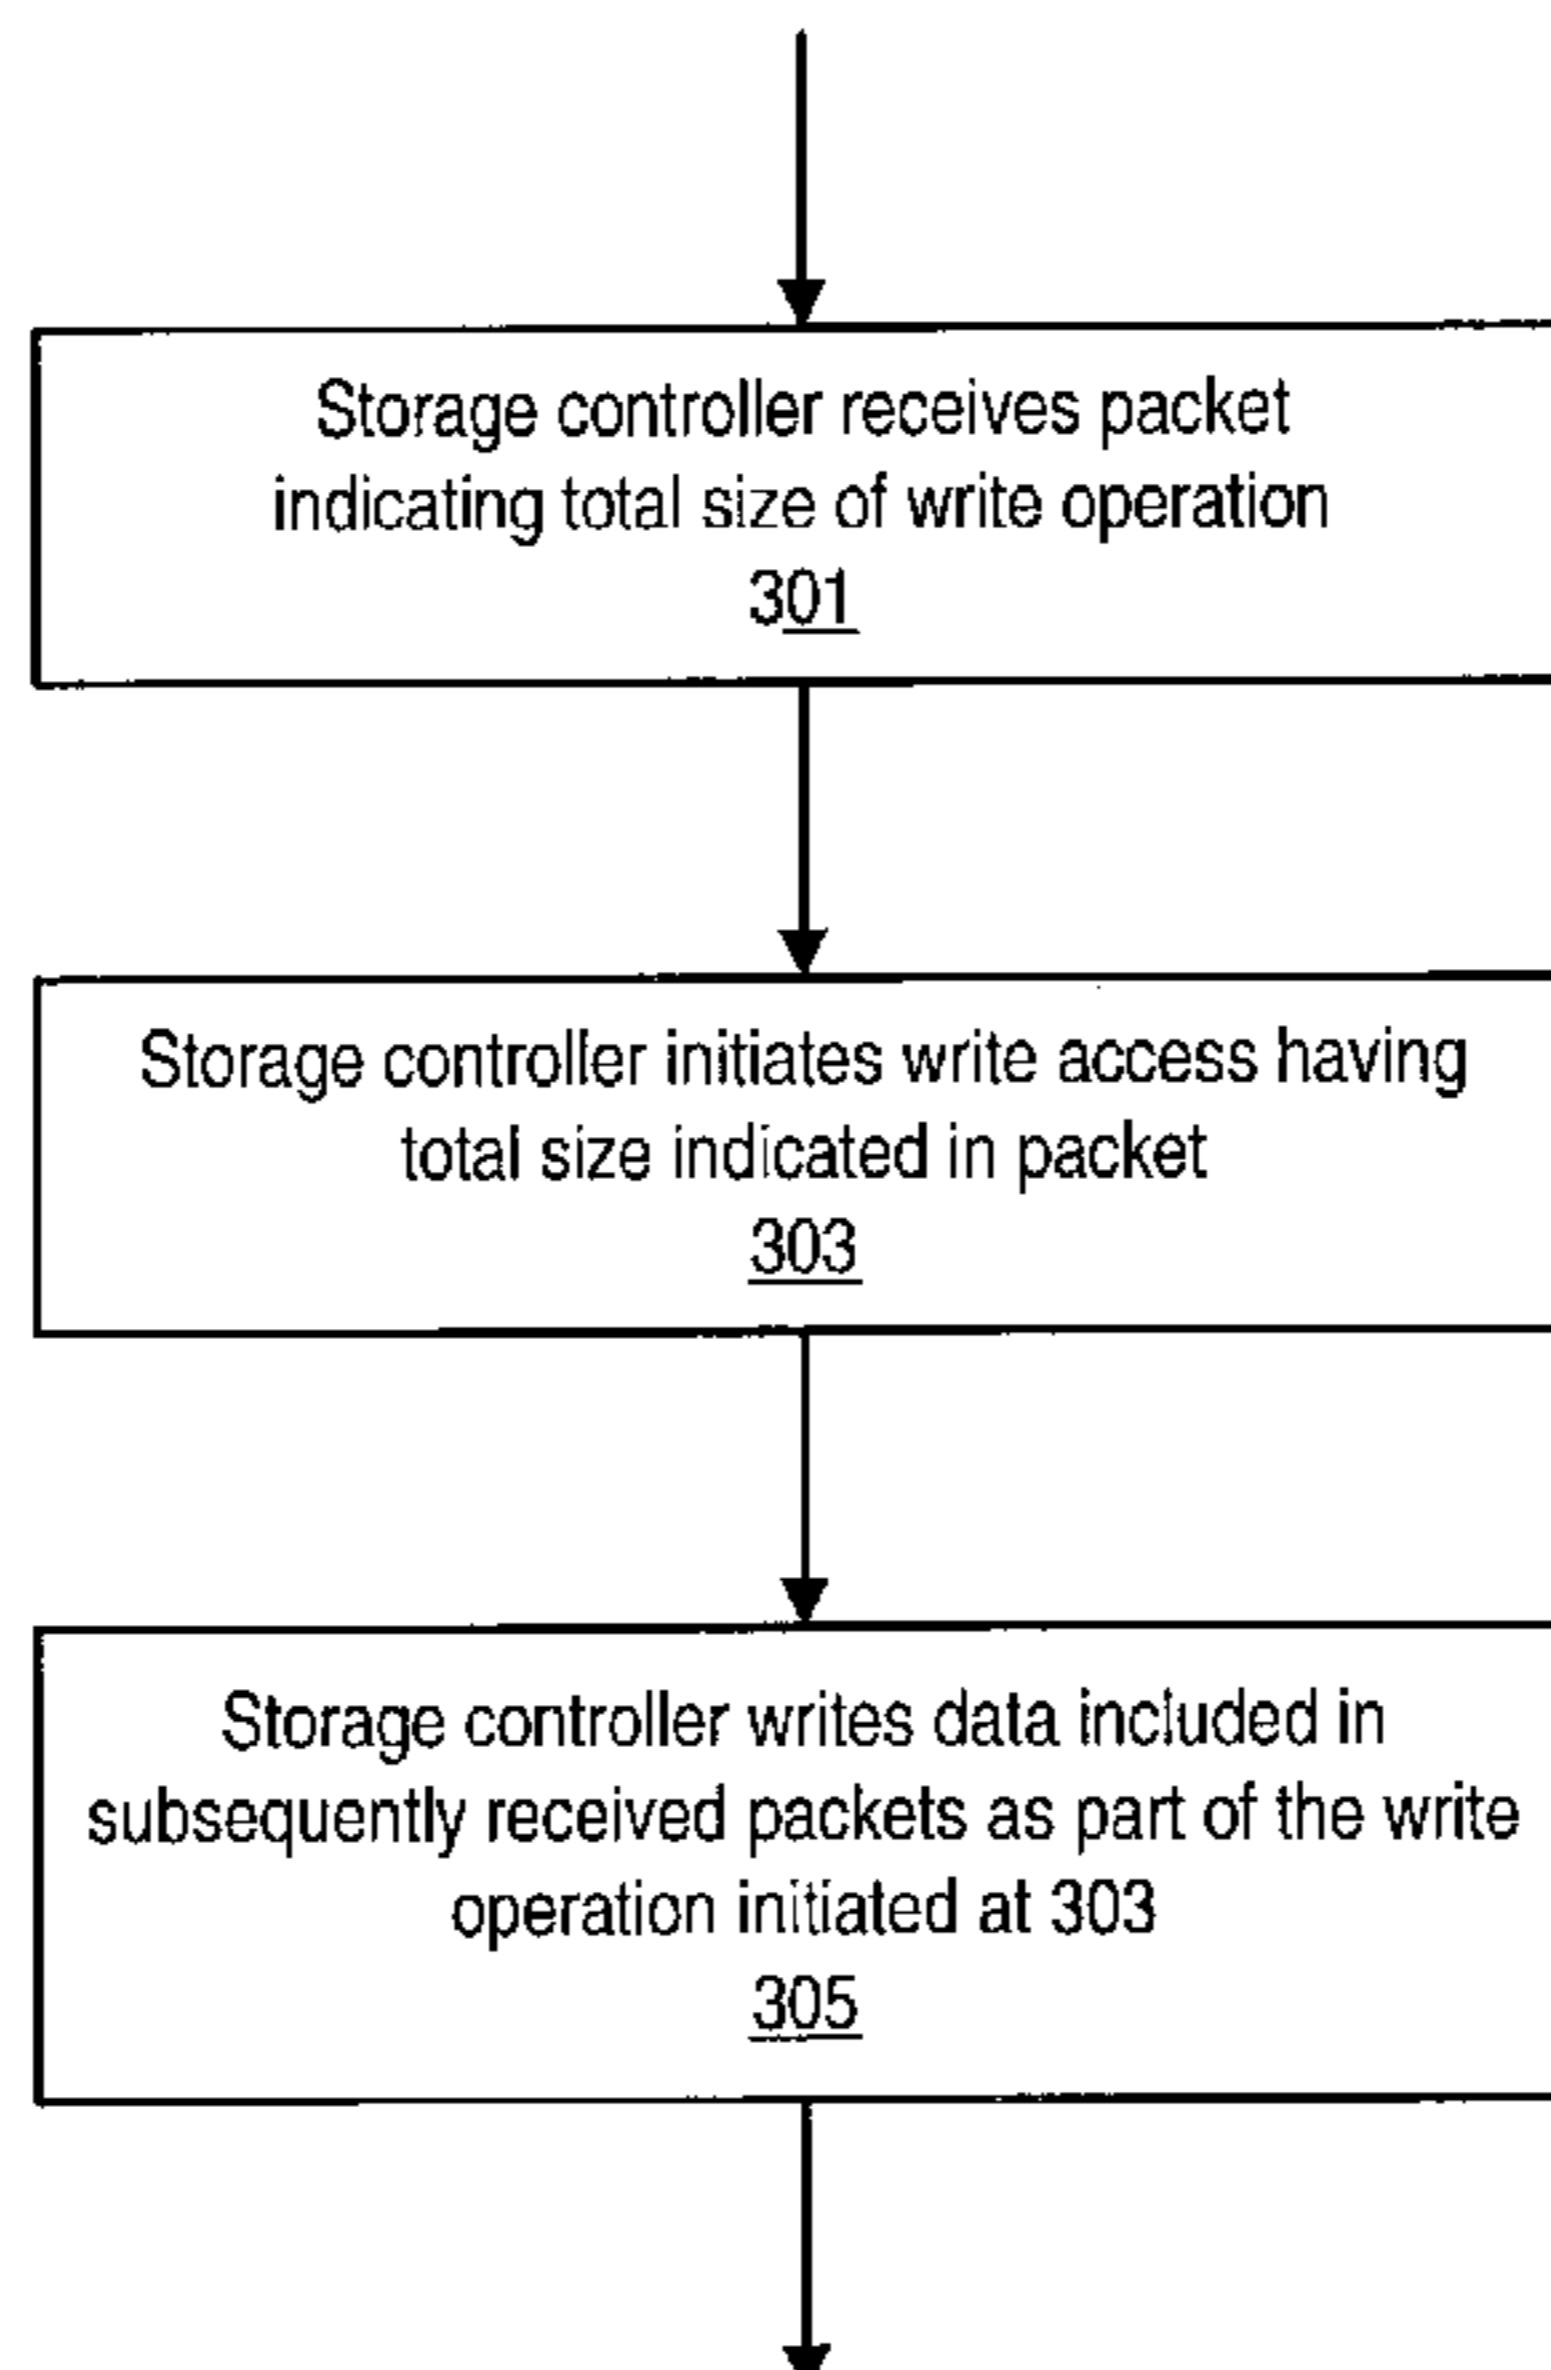 Storage controller receives packet
indicating total size of write operation
301
Storage controller initiates write access having
total size indicated in packet
303
Storage controller writes data included in
subsequently received packets as part of the write
operation initiated at 303
305